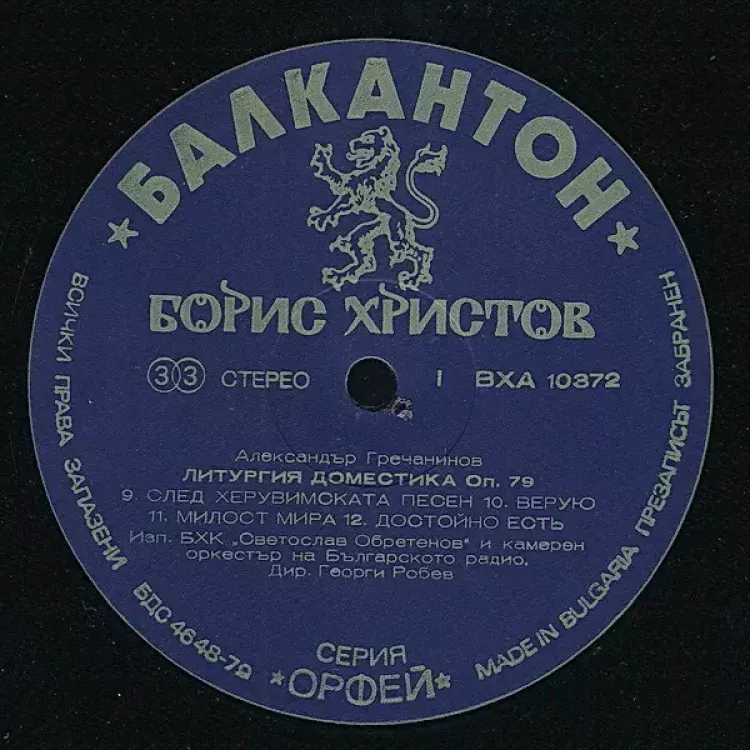 ★ БАЛКАНТОН ★
БОРИС ХРИСТОВ
33 СТЕРЕО I ВХА 10372
Александър Гречанинов
ЛИТУРГИЯ ДОМЕСТИКА Оп. 79
9. СЛЕД ХЕРУВИМСКАТА ПЕСЕН 10. ВЕРУЮ
11. МИЛОСТ МИРА 12. ДОСТОЙНО ЕСТЬ
Изп. БХК „Светослав Обретенов" и камерен
оркестър на Българското радио.
Дир. Георги Робев
СЕРИЯ
★ОРФЕЙ★
ВСИЧКИ ПРАВА ЗАПАЗЕНИ БДС 4648-79
MADE IN BULGARIA ПРЕЗАПИСЪТ ЗАБРАНЕН